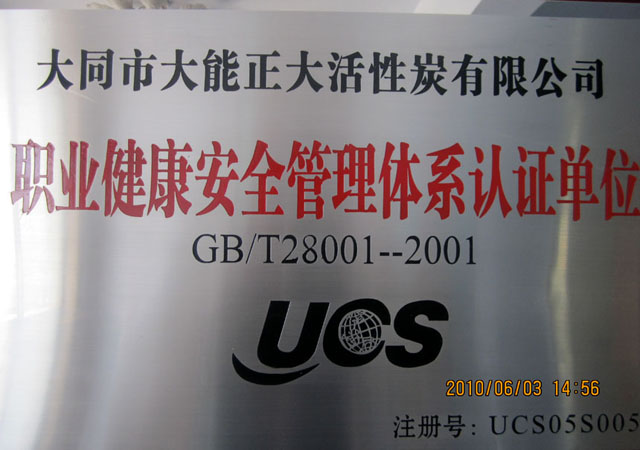 大同市大能正大活性炭有限公司
职业健康安全管理体系认证单位
GB/T28001--2001
UCS
2010/06/03 14:56
注册号: UCS05S005